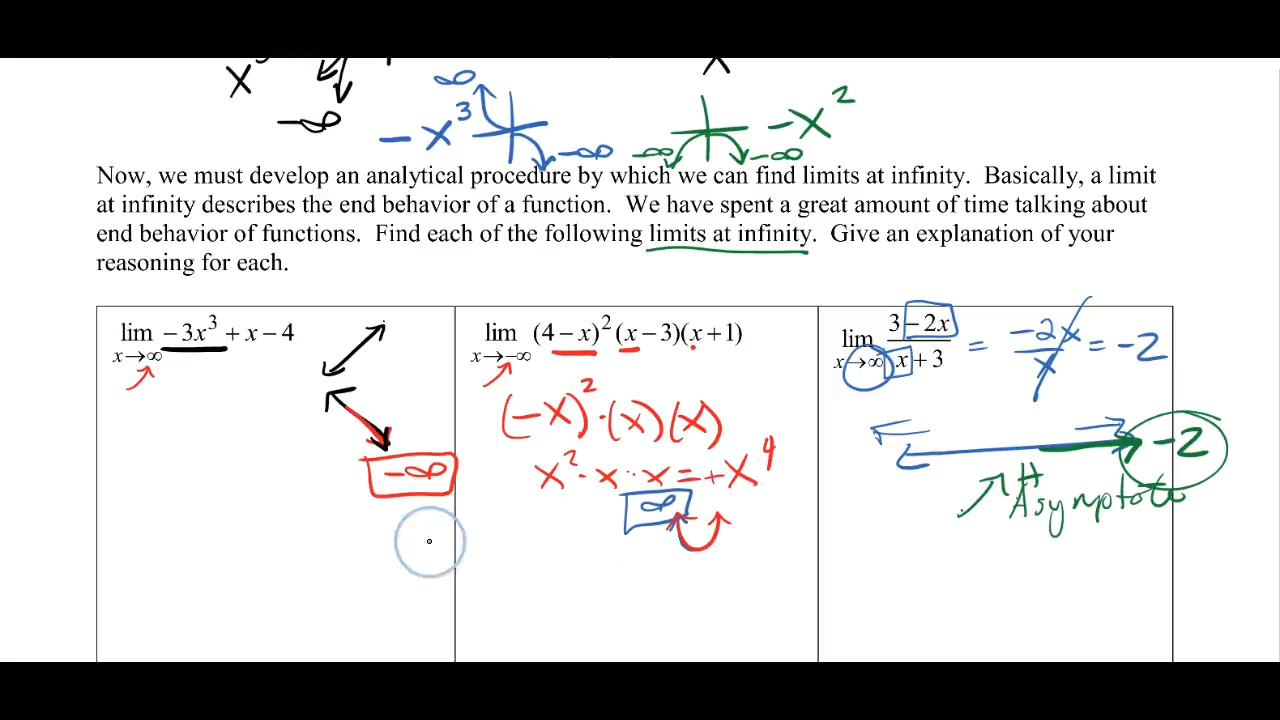 x³ x
∞
-∞ - x³ -∞ -∞ -∞ -x²
Now, we must develop an analytical procedure by which we can find limits at infinity. Basically, a limit
at infinity describes the end behavior of a function. We have spent a great amount of time talking about
end behavior of functions. Find each of the following limits at infinity. Give an explanation of your
reasoning for each.
lim -3x³ + x - 4
x→∞
-∞
lim (4 - x)²(x - 3)(x + 1)
x→-∞
(-x)² · (x)(x)
x² · x · x = +x⁴
∞
lim (3 - 2x)/(x + 3) = -2x/x = -2
x→∞
-2
H
Asymptote